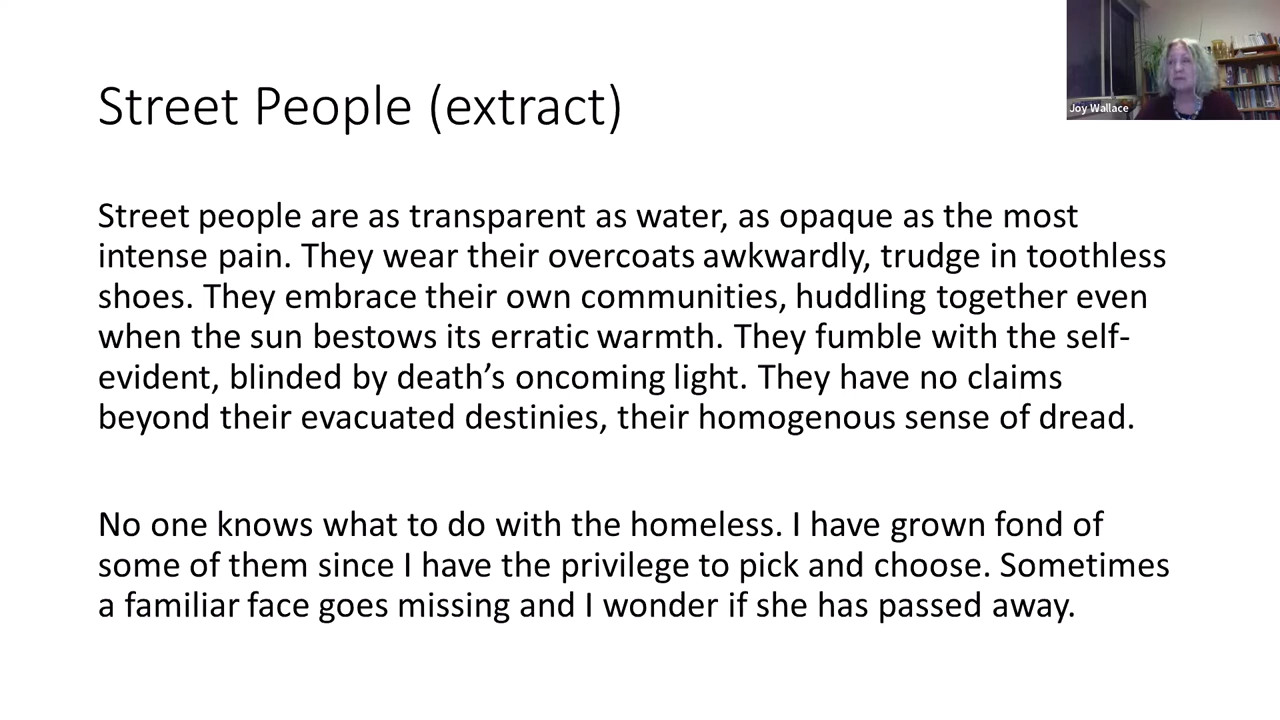 Street People (extract)
Joy Wallace
Street people are as transparent as water, as opaque as the most
intense pain. They wear their overcoats awkwardly, trudge in toothless
shoes. They embrace their own communities, huddling together even
when the sun bestows its erratic warmth. They fumble with the self-
evident, blinded by death’s oncoming light. They have no claims
beyond their evacuated destinies, their homogenous sense of dread.
No one knows what to do with the homeless. I have grown fond of
some of them since I have the privilege to pick and choose. Sometimes
a familiar face goes missing and I wonder if she has passed away.